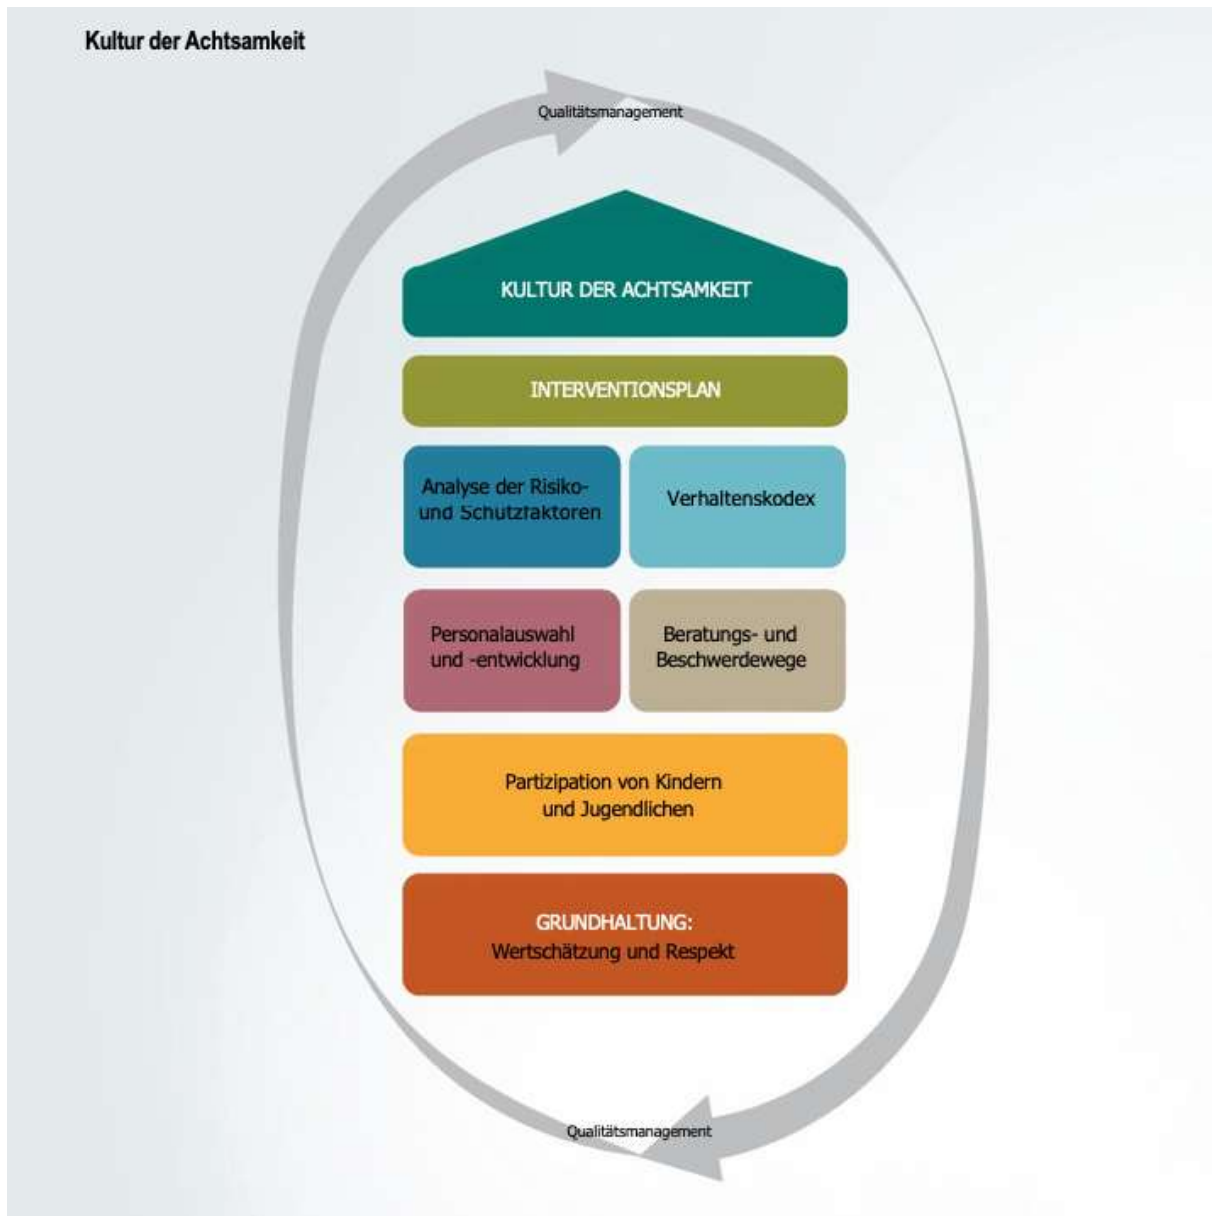 Kultur der Achtsamkeit
Qualitätsmanagement
KULTUR DER ACHTSAMKEIT
INTERVENTIONSPLAN
Analyse der Risiko-
und Schutzfaktoren
Verhaltenskodex
Personalauswahl
und -entwicklung
Beratungs- und
Beschwerdewege
Partizipation von Kindern
und Jugendlichen
GRUNDHALTUNG:
Wertschätzung und Respekt
Qualitätsmanagement